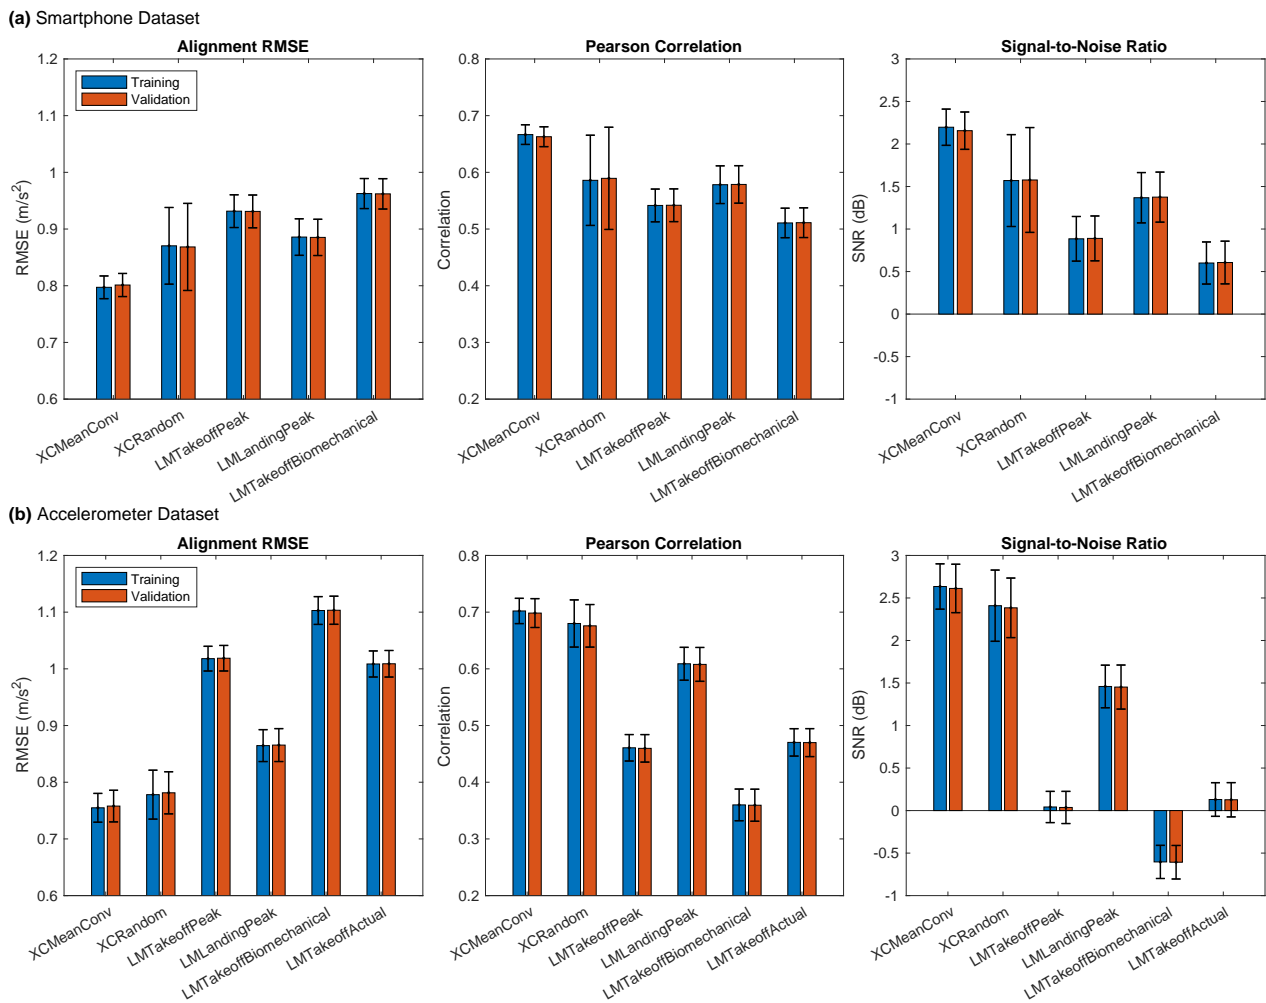 (a) Smartphone Dataset
Alignment RMSE
1.2
1.1
1
0.9
0.8
0.7
0.6
RMSE (m/s²)
Training
Validation
XCMeanConv
XCRandom
LMTakeoffPeak
LMLandingPeak
LMTakeoffBiomechanical
Pearson Correlation
0.8
0.7
0.6
0.5
0.4
0.3
0.2
Correlation
XCMeanConv
XCRandom
LMTakeoffPeak
LMLandingPeak
LMTakeoffBiomechanical
Signal-to-Noise Ratio
3
2.5
2
1.5
1
0.5
0
-0.5
-1
SNR (dB)
XCMeanConv
XCRandom
LMTakeoffPeak
LMLandingPeak
LMTakeoffBiomechanical
(b) Accelerometer Dataset
Alignment RMSE
1.2
1.1
1
0.9
0.8
0.7
0.6
RMSE (m/s²)
Training
Validation
XCMeanConv
XCRandom
LMTakeoffPeak
LMLandingPeak
LMTakeoffBiomechanical
LMTakeoffActual
Pearson Correlation
0.8
0.7
0.6
0.5
0.4
0.3
0.2
Correlation
XCMeanConv
XCRandom
LMTakeoffPeak
LMLandingPeak
LMTakeoffBiomechanical
LMTakeoffActual
Signal-to-Noise Ratio
3
2.5
2
1.5
1
0.5
0
-0.5
-1
SNR (dB)
XCMeanConv
XCRandom
LMTakeoffPeak
LMLandingPeak
LMTakeoffBiomechanical
LMTakeoffActual